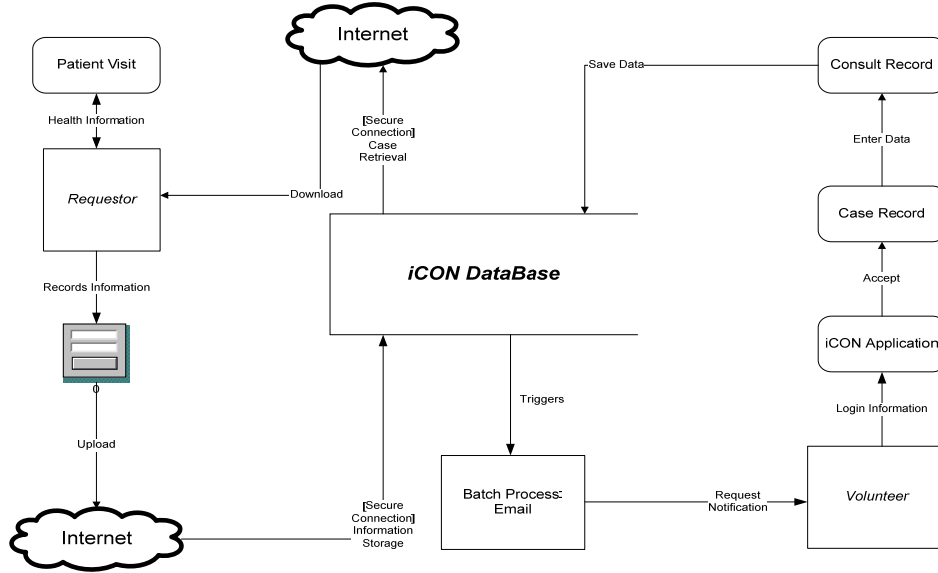 Internet
Patient Visit
Consult Record
Save Data
Health Information
[Secure
Connection]
Case
Retrieval
Enter Data
Requestor
Download
Case Record
iCON DataBase
Records Information
Accept
iCON Application
0
Triggers
Login Information
Upload
Batch Process:
Email
Request
Notification
Volunteer
[Secure
Connection]
Information
Storage
Internet